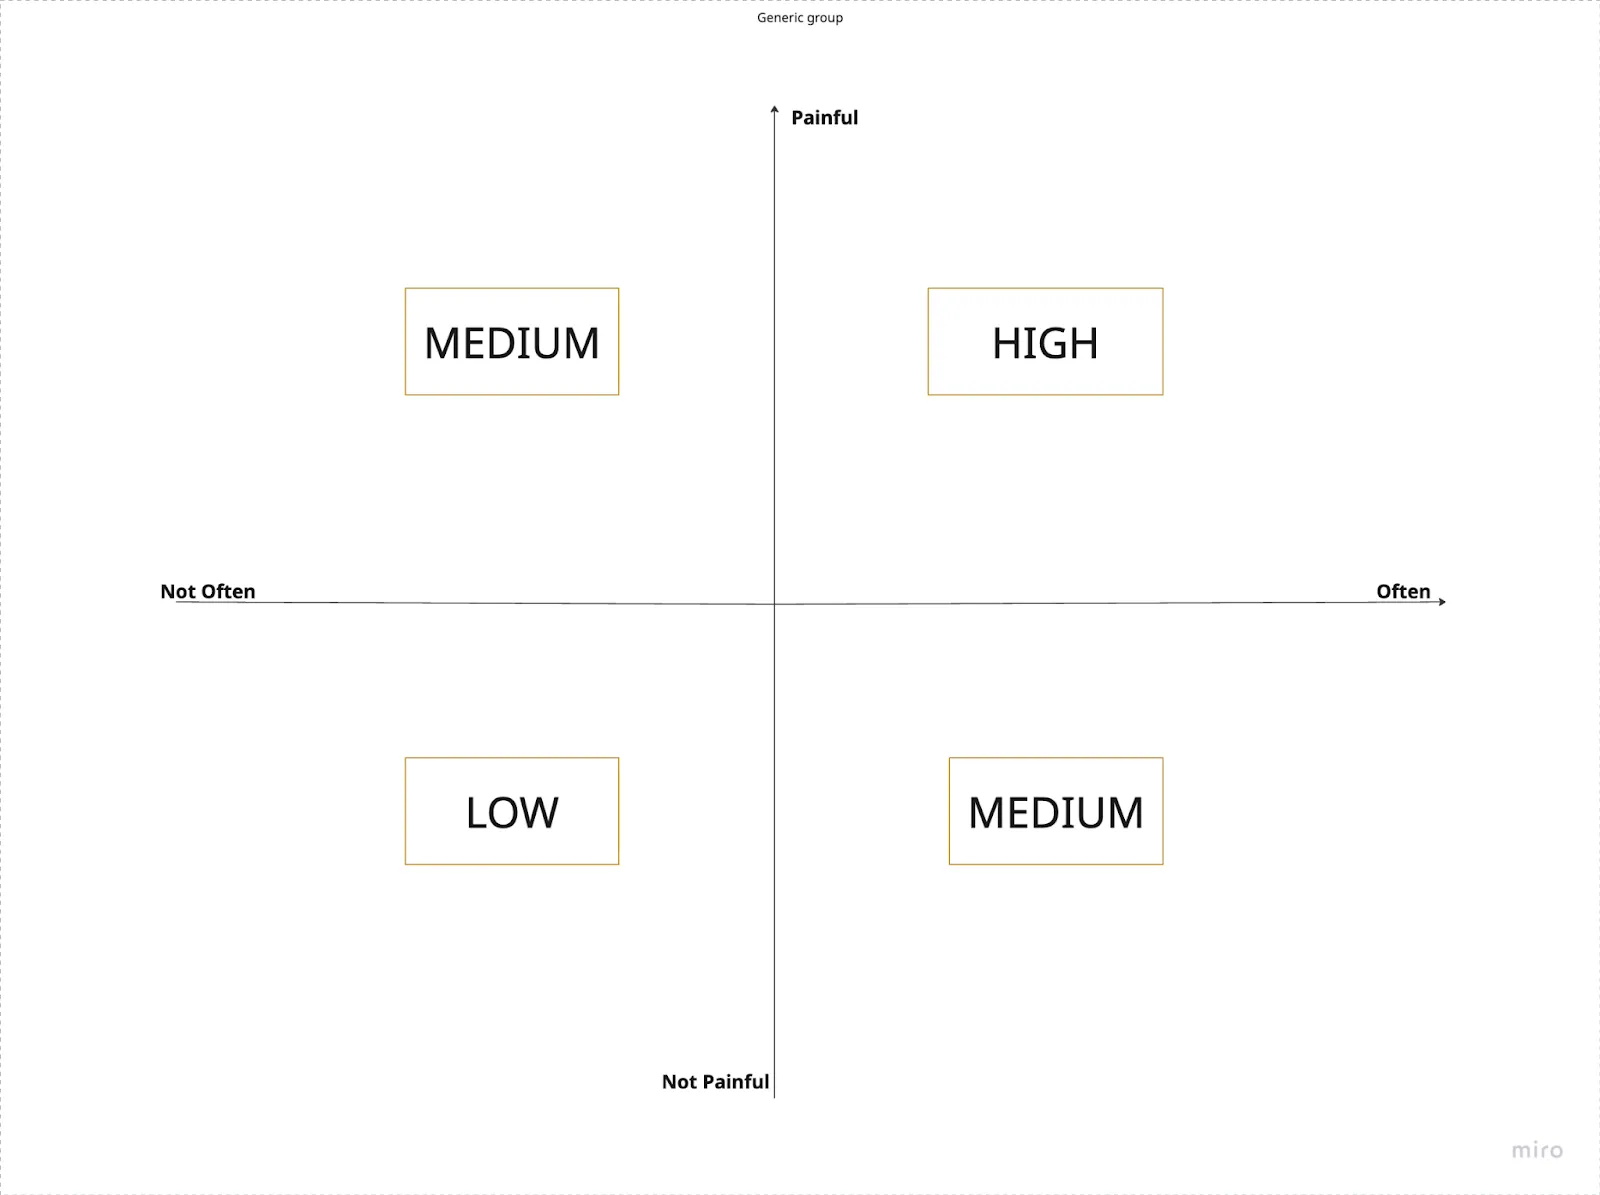 Generic group
Painful
MEDIUM
HIGH
Not Often
Often
LOW
MEDIUM
Not Painful
miro